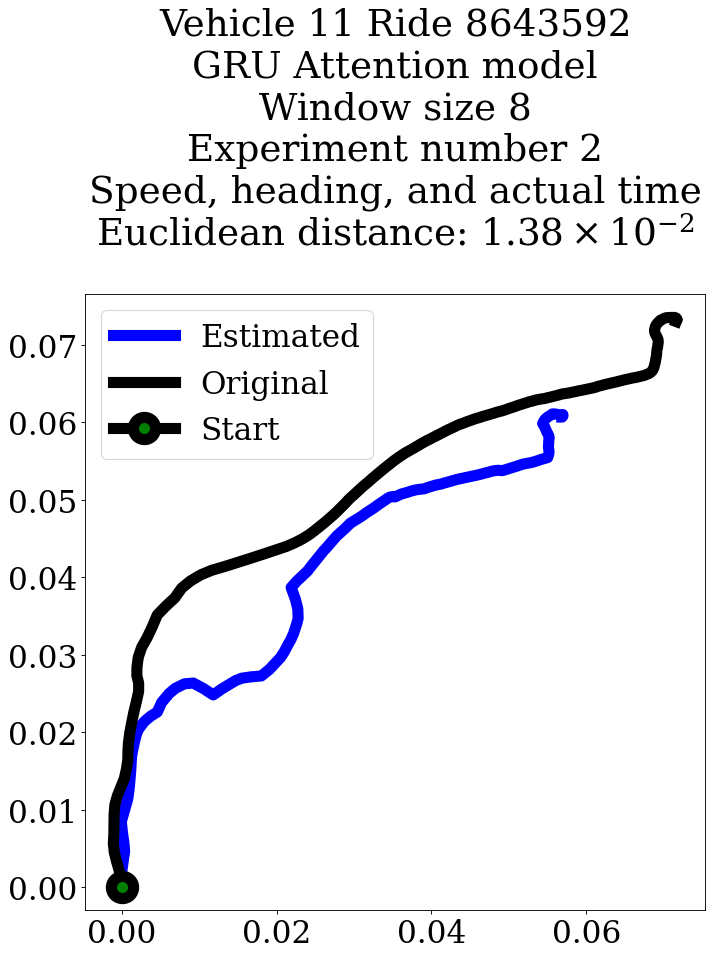 Vehicle 11 Ride 8643592
GRU Attention model
Window size 8
Experiment number 2
Speed, heading, and actual time
Euclidean distance: 1.38 × 10⁻²
Estimated
Original
Start
0.07
0.06
0.05
0.04
0.03
0.02
0.01
0.00
0.00 0.02 0.04 0.06